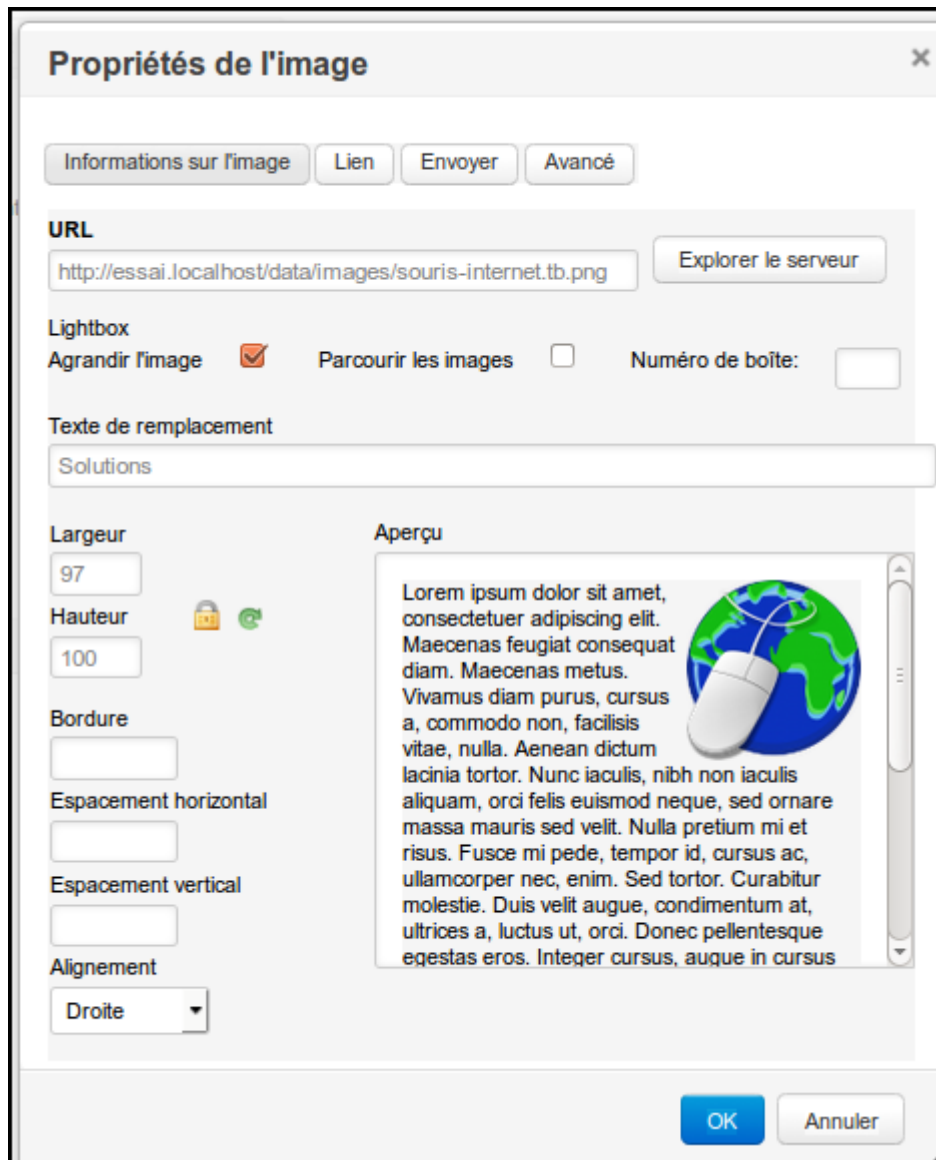 Propriétés de l'image
Informations sur l'image Lien Envoyer Avancé
URL
http://essai.localhost/data/images/souris-internet.tb.png Explorer le serveur
Lightbox
Agrandir l'image Parcourir les images Numéro de boîte:
Texte de remplacement
Solutions
Largeur
97
Hauteur
100
Bordure
Espacement horizontal
Espacement vertical
Alignement
Droite
Aperçu
Lorem ipsum dolor sit amet,
consectetuer adipiscing elit.
Maecenas feugiat consequat
diam. Maecenas metus.
Vivamus diam purus, cursus
a, commodo non, facilisis
vitae, nulla. Aenean dictum
lacinia tortor. Nunc iaculis, nibh non iaculis
aliquam, orci felis euismod neque, sed ornare
massa mauris sed velit. Nulla pretium mi et
risus. Fusce mi pede, tempor id, cursus ac,
ullamcorper nec, enim. Sed tortor. Curabitur
molestie. Duis velit augue, condimentum at,
ultrices a, luctus ut, orci. Donec pellentesque
egestas eros. Integer cursus, augue in cursus
OK Annuler